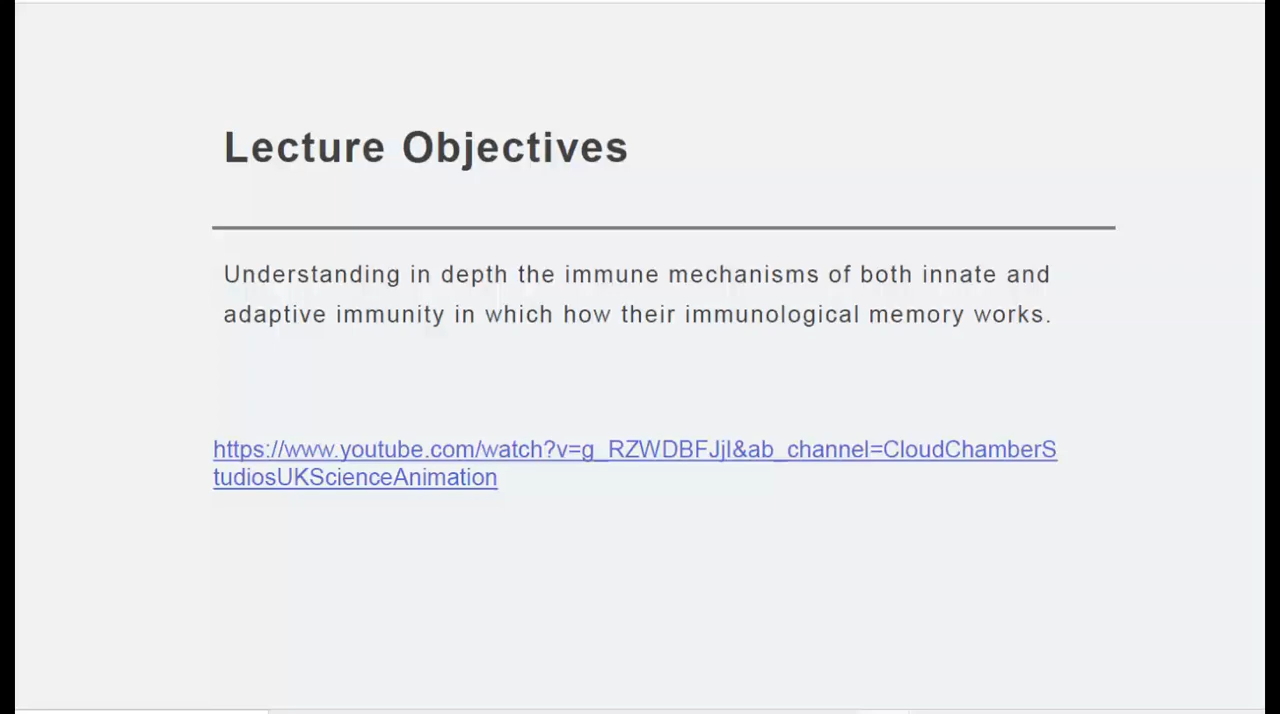 Lecture Objectives
Understanding in depth the immune mechanisms of both innate and
adaptive immunity in which how their immunological memory works.
https://www.youtube.com/watch?v=g_RZWDBFJjI&ab_channel=CloudChamberS
tudiosUKScienceAnimation